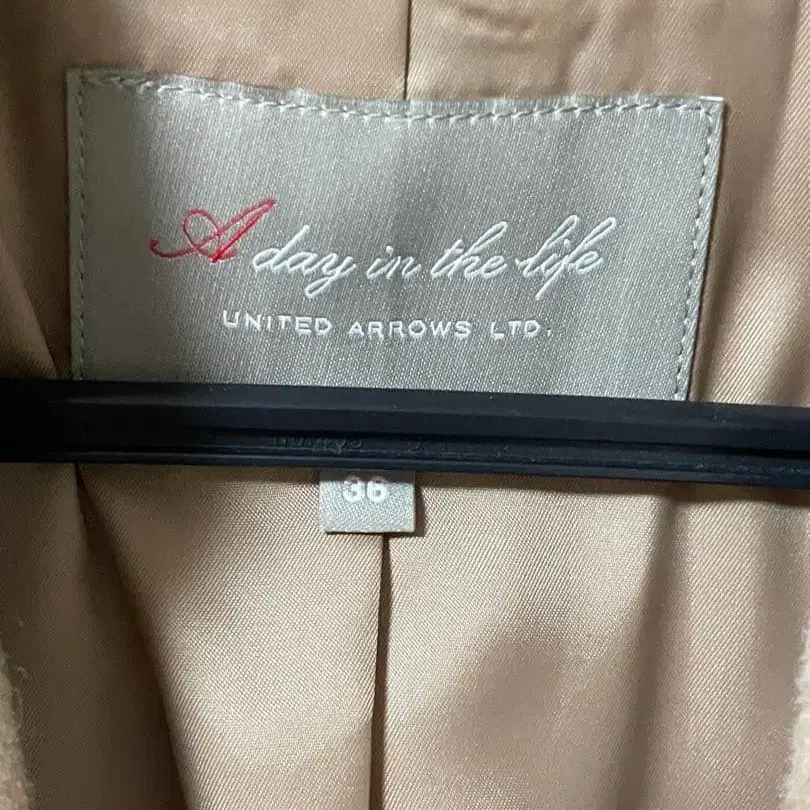 A day in the life
UNITED ARROWS LTD.
36